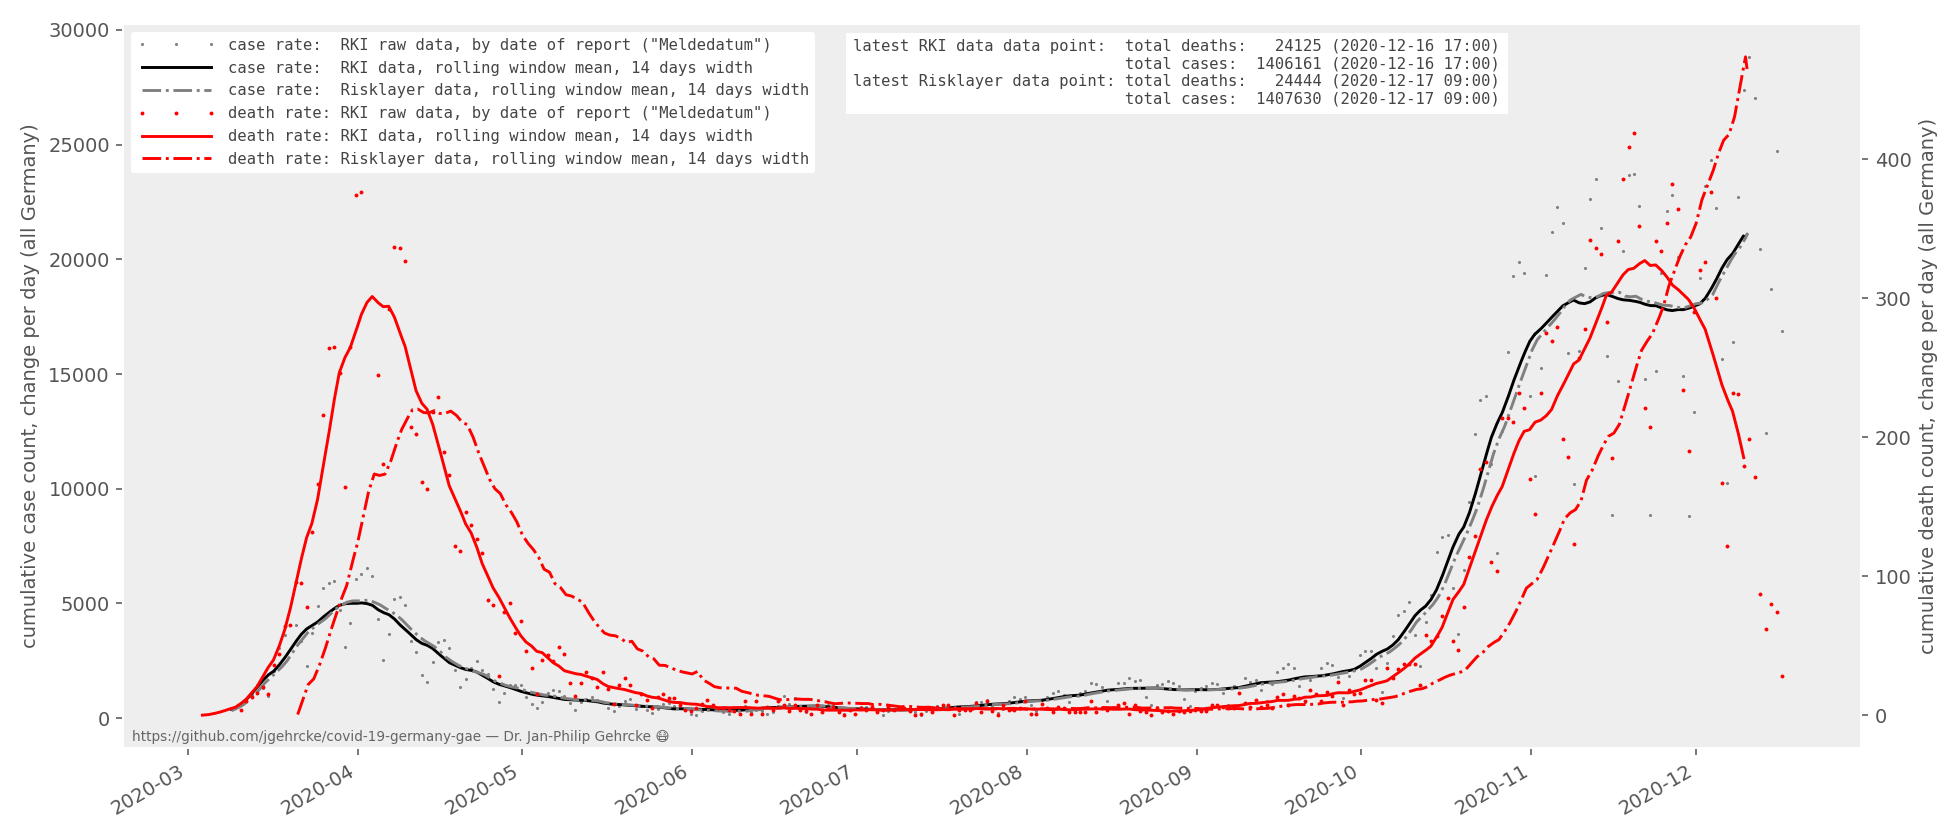 30000
25000
20000
15000
10000
5000
0
cumulative case count, change per day (all Germany)
case rate:  RKI raw data, by date of report ("Meldedatum")
case rate:  RKI data, rolling window mean, 14 days width
case rate:  Risklayer data, rolling window mean, 14 days width
death rate: RKI raw data, by date of report ("Meldedatum")
death rate: RKI data, rolling window mean, 14 days width
death rate: Risklayer data, rolling window mean, 14 days width
latest RKI data data point:  total deaths:   24125 (2020-12-16 17:00)
total cases:  1406161 (2020-12-16 17:00)
latest Risklayer data point: total deaths:   24444 (2020-12-17 09:00)
total cases:  1407630 (2020-12-17 09:00)
400
300
200
100
0
cumulative death count, change per day (all Germany)
https://github.com/jgehrcke/covid-19-germany-gae — Dr. Jan-Philip Gehrcke 😷
2020-03
2020-04
2020-05
2020-06
2020-07
2020-08
2020-09
2020-10
2020-11
2020-12